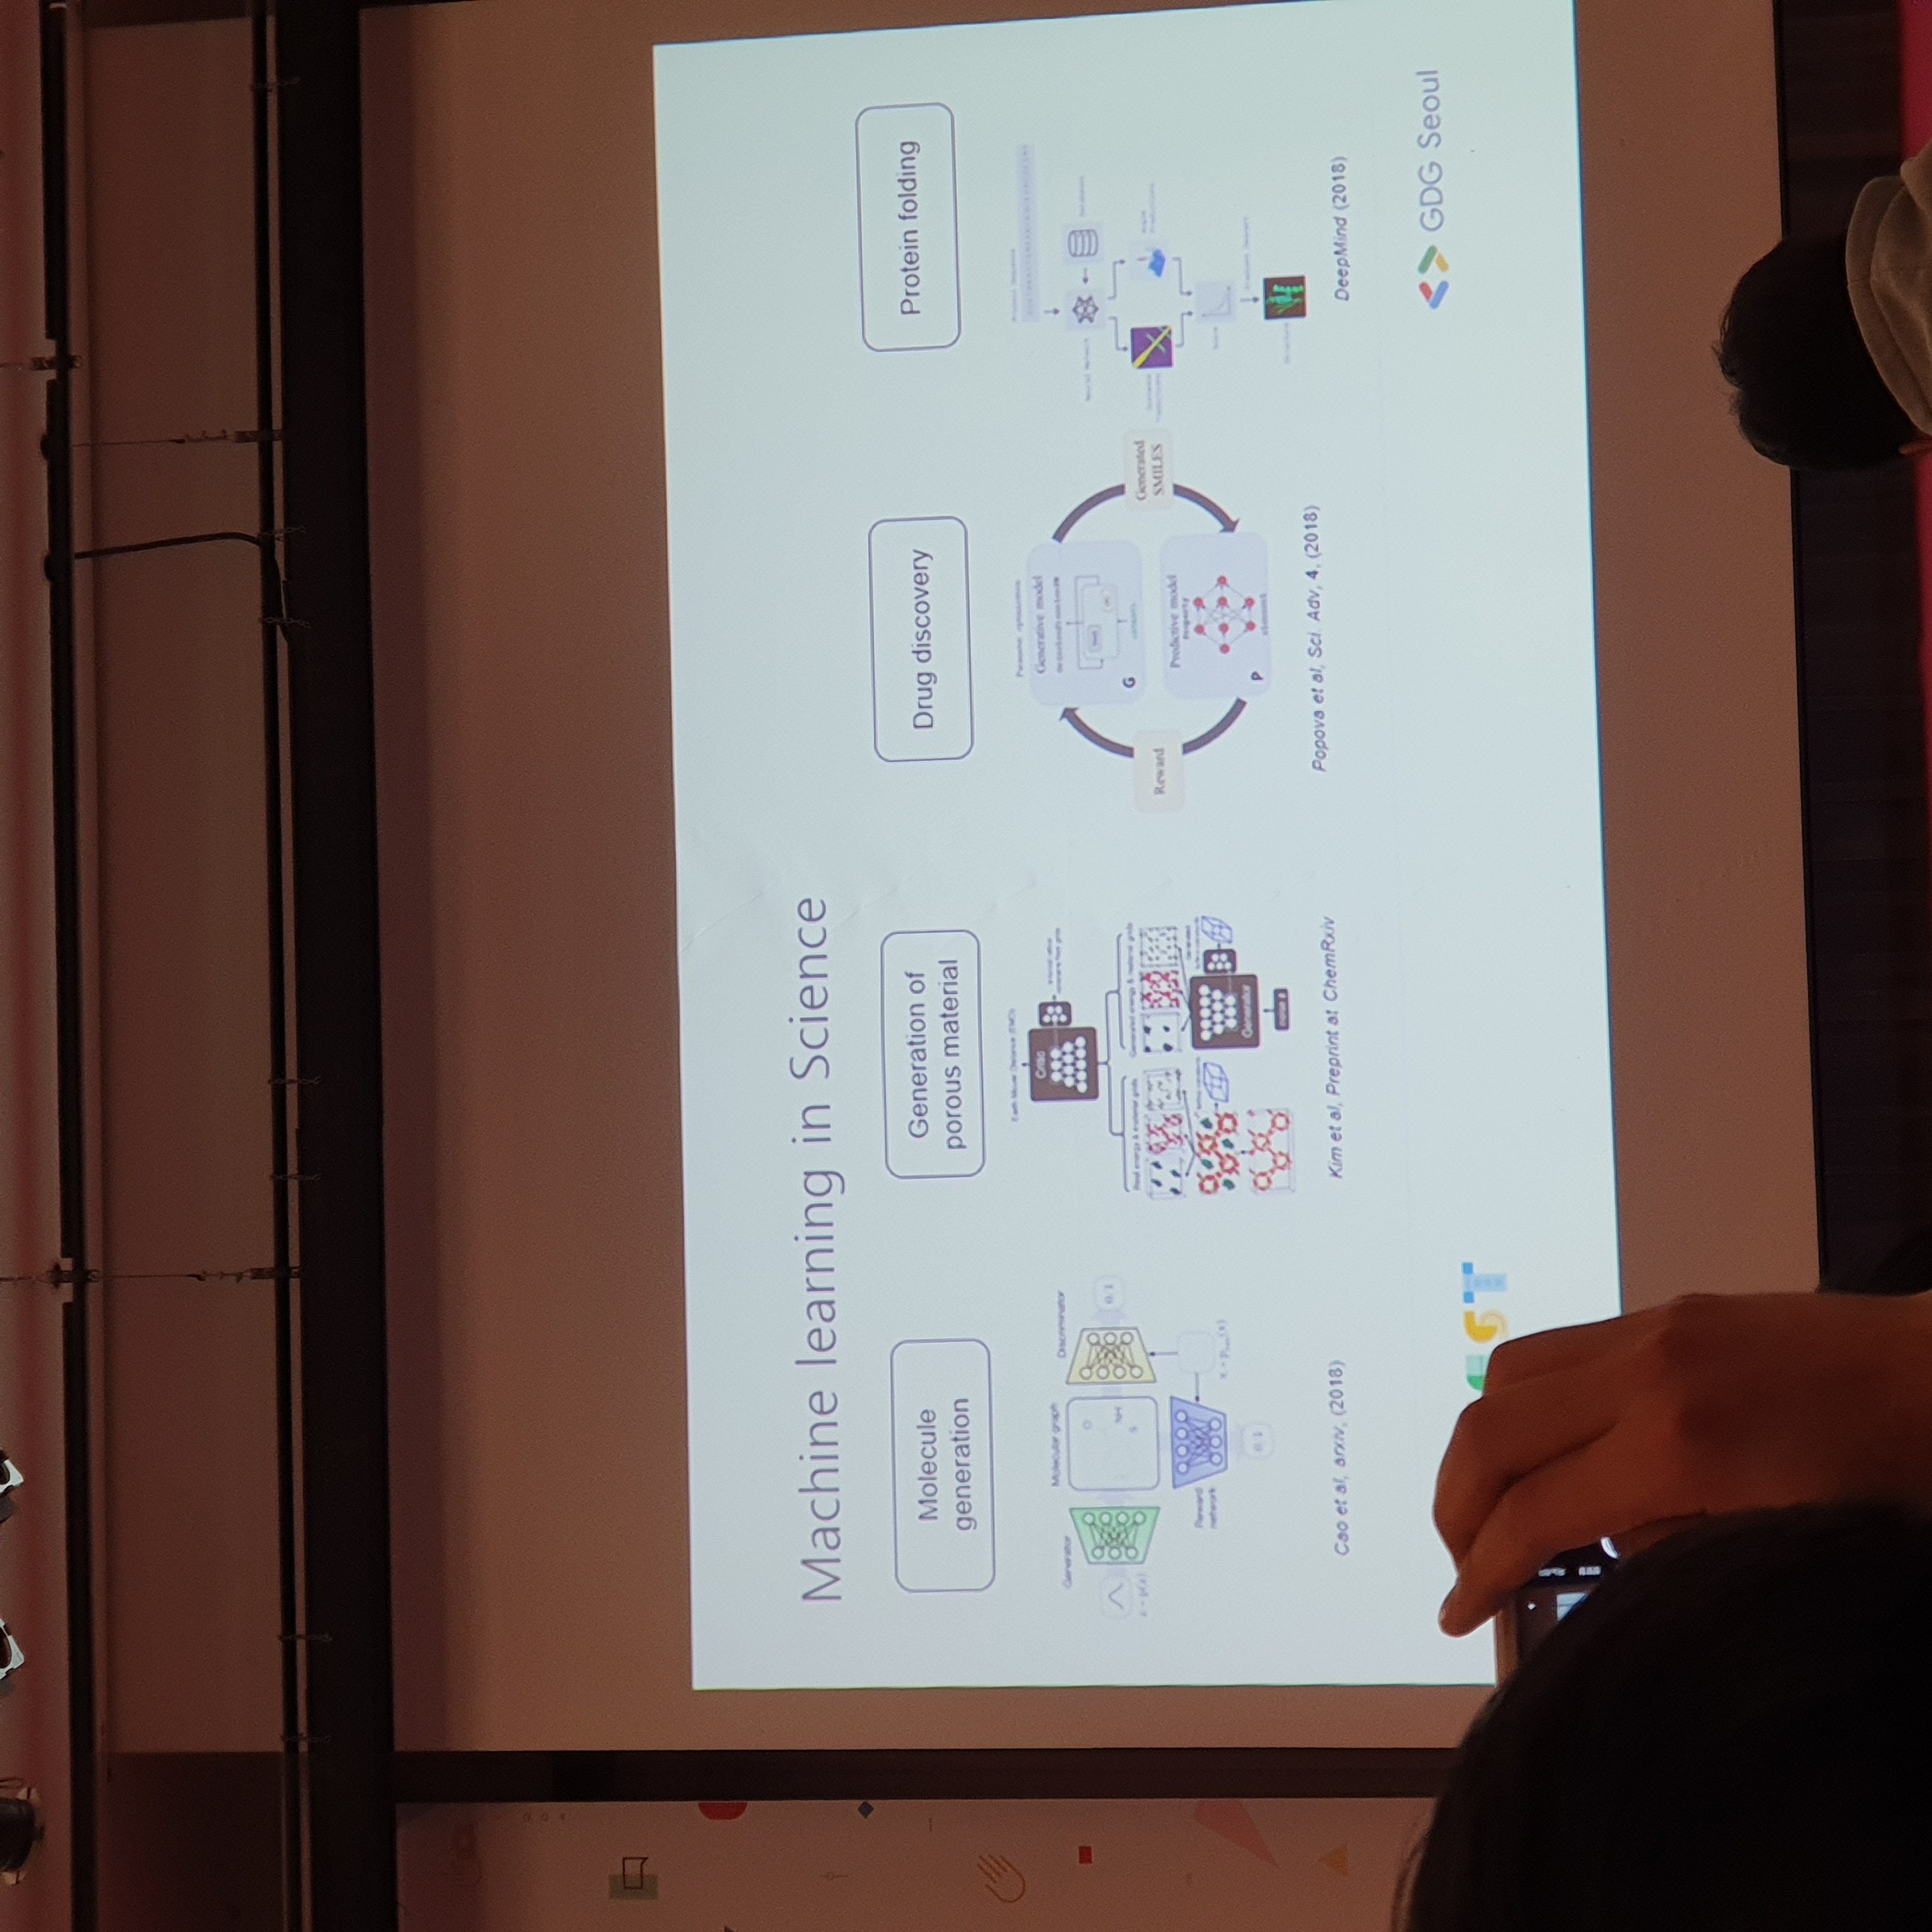 Machine learning in Science
Molecule
generation
Generation of
porous material
Drug discovery
Protein folding
Generator
Molecular graph
Discriminator
0/1
Reward
network
0/1
Cao et al, arxiv, (2018)
Earth Mover Distance (EMD)
Critic
Real energy & material grids
Generated energy & material grids
Generator
noise z
Kim et al, Preprint at ChemRxiv
Generative model
G
Reward
Generated
SMILES
Predictive model
Property
P
Popova et al, Sci. Adv, 4, (2018)
DeepMind (2018)
ST
GDG Seoul